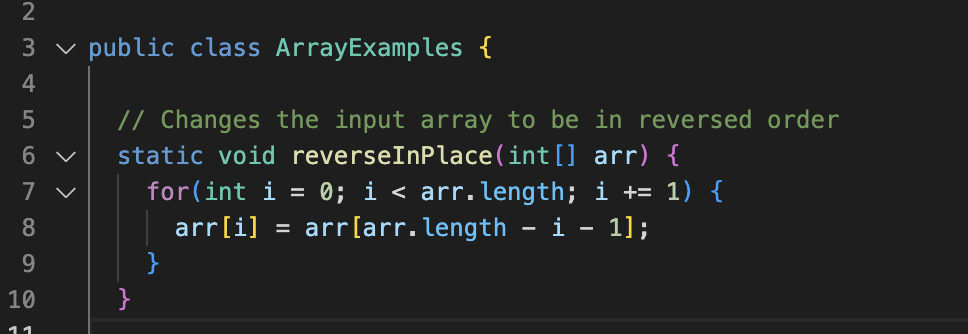 2
3 public class ArrayExamples {
4
5 // Changes the input array to be in reversed order
6 static void reverseInPlace(int[] arr) {
7 for(int i = 0; i < arr.length; i += 1) {
8 arr[i] = arr[arr.length - i - 1];
9 }
10 }
11